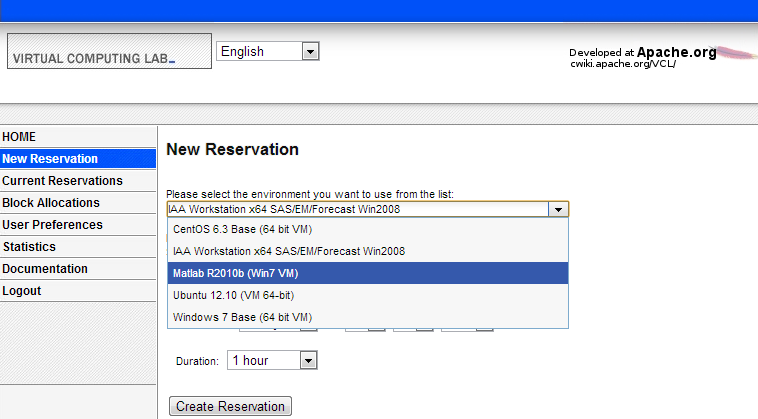 VIRTUAL COMPUTING LAB_
English
Developed at Apache.org
cwiki.apache.org/VCL/
HOME
New Reservation
Current Reservations
Block Allocations
User Preferences
Statistics
Documentation
Logout
New Reservation
Please select the environment you want to use from the list:
IAA Workstation x64 SAS/EM/Forecast Win2008
CentOS 6.3 Base (64 bit VM)
IAA Workstation x64 SAS/EM/Forecast Win2008
Matlab R2010b (Win7 VM)
Ubuntu 12.10 (VM 64-bit)
Windows 7 Base (64 bit VM)
Duration: 1 hour
Create Reservation